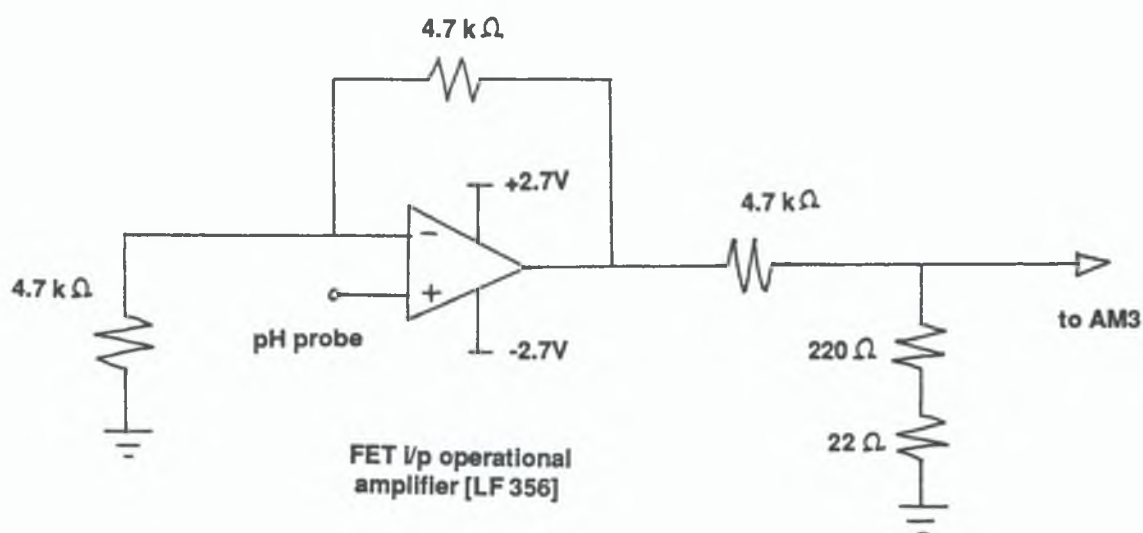 4.7 kΩ
+2.7V
4.7 kΩ
4.7 kΩ
pH probe
-2.7V
to AM3
220 Ω
22 Ω
FET i/p operational
amplifier [LF 356]